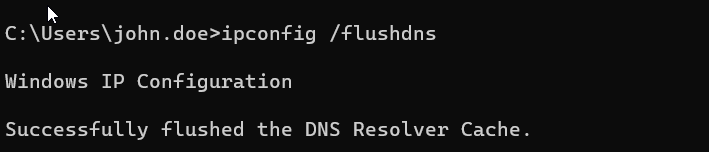 C:\Users\john.doe>ipconfig /flushdns
Windows IP Configuration
Successfully flushed the DNS Resolver Cache.